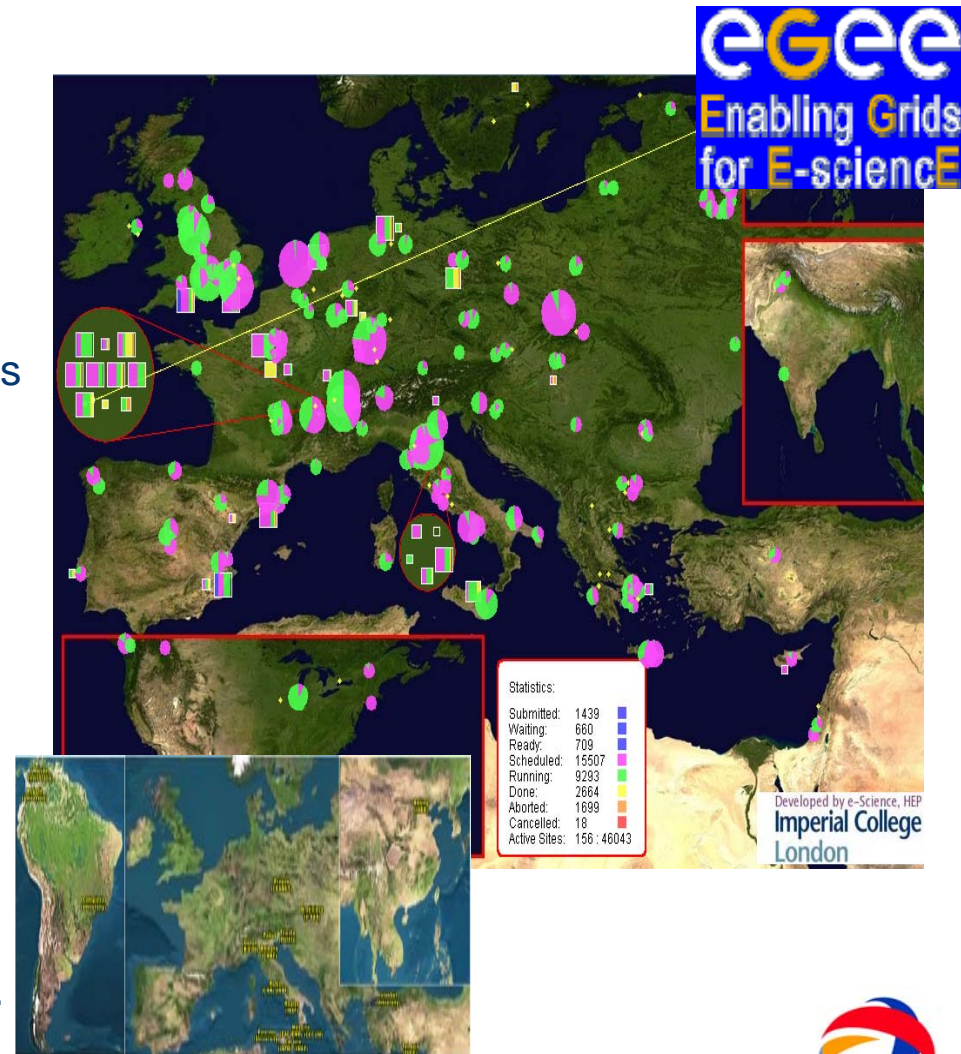 eGee
Enabling Grids
for E-sciencE
s
Statistics:
Submitted: 1439
Waiting: 660
Ready: 709
Scheduled: 15507
Running: 9293
Done: 2664
Aborted: 1699
Cancelled: 18
Active Sites: 156 : 46043
Developed by e-Science, HEP
Imperial College
London